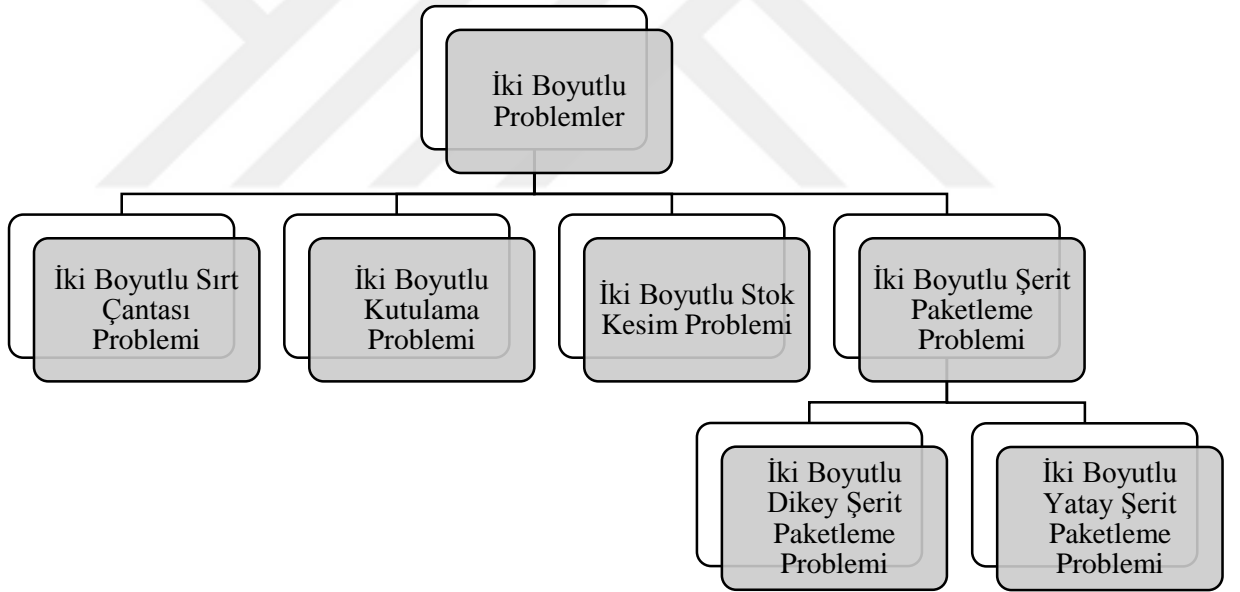 İki Boyutlu
Problemler
İki Boyutlu Sırt
Çantası
Problemi
İki Boyutlu
Kutulama
Problemi
İki Boyutlu Stok
Kesim Problemi
İki Boyutlu Şerit
Paketleme
Problemi
İki Boyutlu
Dikey Şerit
Paketleme
Problemi
İki Boyutlu
Yatay Şerit
Paketleme
Problemi